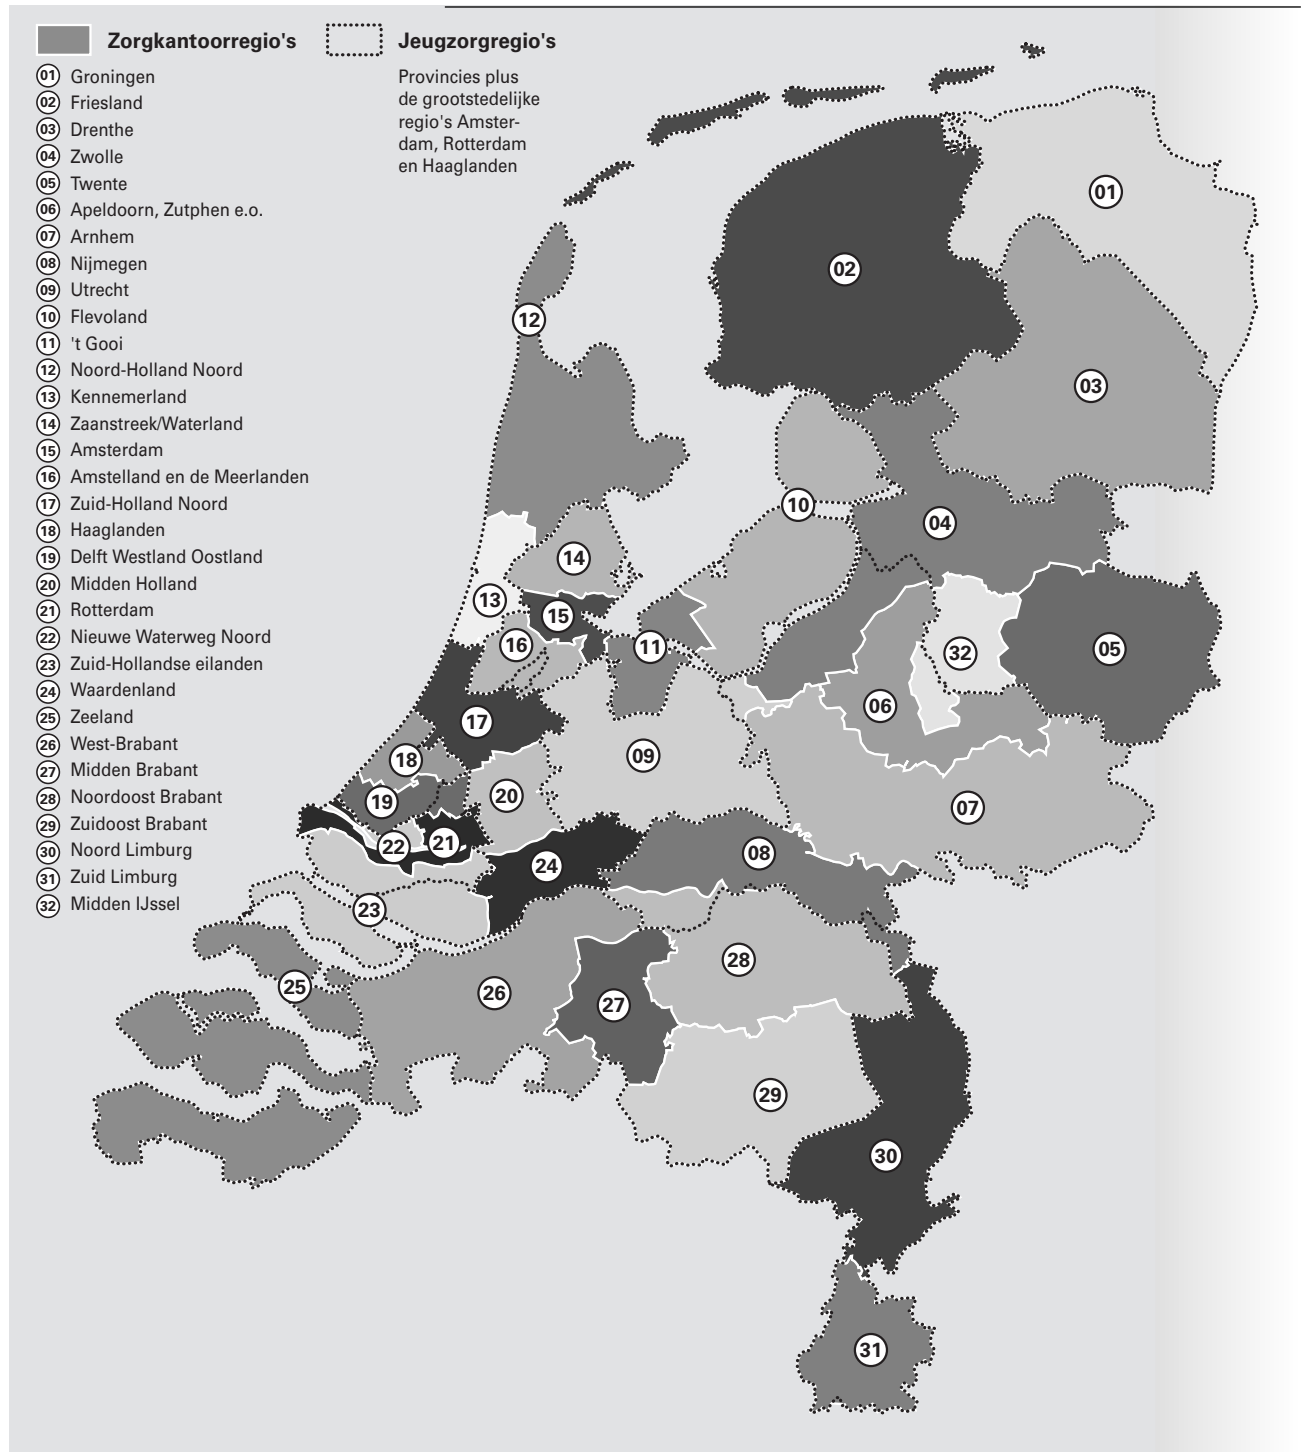 Zorgkantoorregio's
01 Groningen
02 Friesland
03 Drenthe
04 Zwolle
05 Twente
06 Apeldoorn, Zutphen e.o.
07 Arnhem
08 Nijmegen
09 Utrecht
10 Flevoland
11 't Gooi
12 Noord-Holland Noord
13 Kennemerland
14 Zaanstreek/Waterland
15 Amsterdam
16 Amstelland en de Meerlanden
17 Zuid-Holland Noord
18 Haaglanden
19 Delft Westland Oostland
20 Midden Holland
21 Rotterdam
22 Nieuwe Waterweg Noord
23 Zuid-Hollandse eilanden
24 Waardenland
25 Zeeland
26 West-Brabant
27 Midden Brabant
28 Noordoost Brabant
29 Zuidoost Brabant
30 Noord Limburg
31 Zuid Limburg
32 Midden IJssel
Jeugzorgregio's
Provincies plus
de grootstedelijke
regio's Amster-
dam, Rotterdam
en Haaglanden
01
02
12
03
10
04
14
13
15
16
11
32
05
06
17
09
18
19
20
07
22
21
24
08
23
28
25
26
27
29
30
31